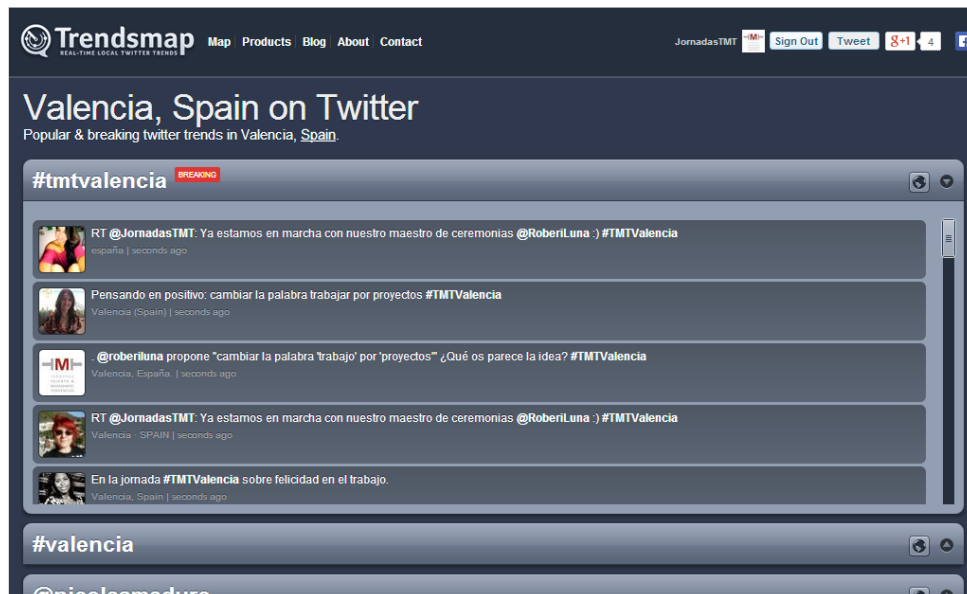 Trendsmap
REAL-TIME LOCAL TWITTER TRENDS
Map Products Blog About Contact
JornadasTMT Sign Out Tweet g+1 4
Valencia, Spain on Twitter
Popular & breaking twitter trends in Valencia, Spain.
#tmtvalencia BREAKING
RT @JornadasTMT: Ya estamos en marcha con nuestro maestro de ceremonias @RoberiLuna :) #TMTValencia
españa | seconds ago
Pensando en positivo: cambiar la palabra trabajar por proyectos #TMTValencia
Valencia (Spain) | seconds ago
. @roberiluna propone "cambiar la palabra 'trabajo' por 'proyectos'" ¿Qué os parece la idea? #TMTValencia
Valencia, España. | seconds ago
RT @JornadasTMT: Ya estamos en marcha con nuestro maestro de ceremonias @RoberiLuna :) #TMTValencia
Valencia · SPAIN | seconds ago
En la jornada #TMTValencia sobre felicidad en el trabajo.
Valencia, Spain | seconds ago
#valencia
@nicolasmaduro